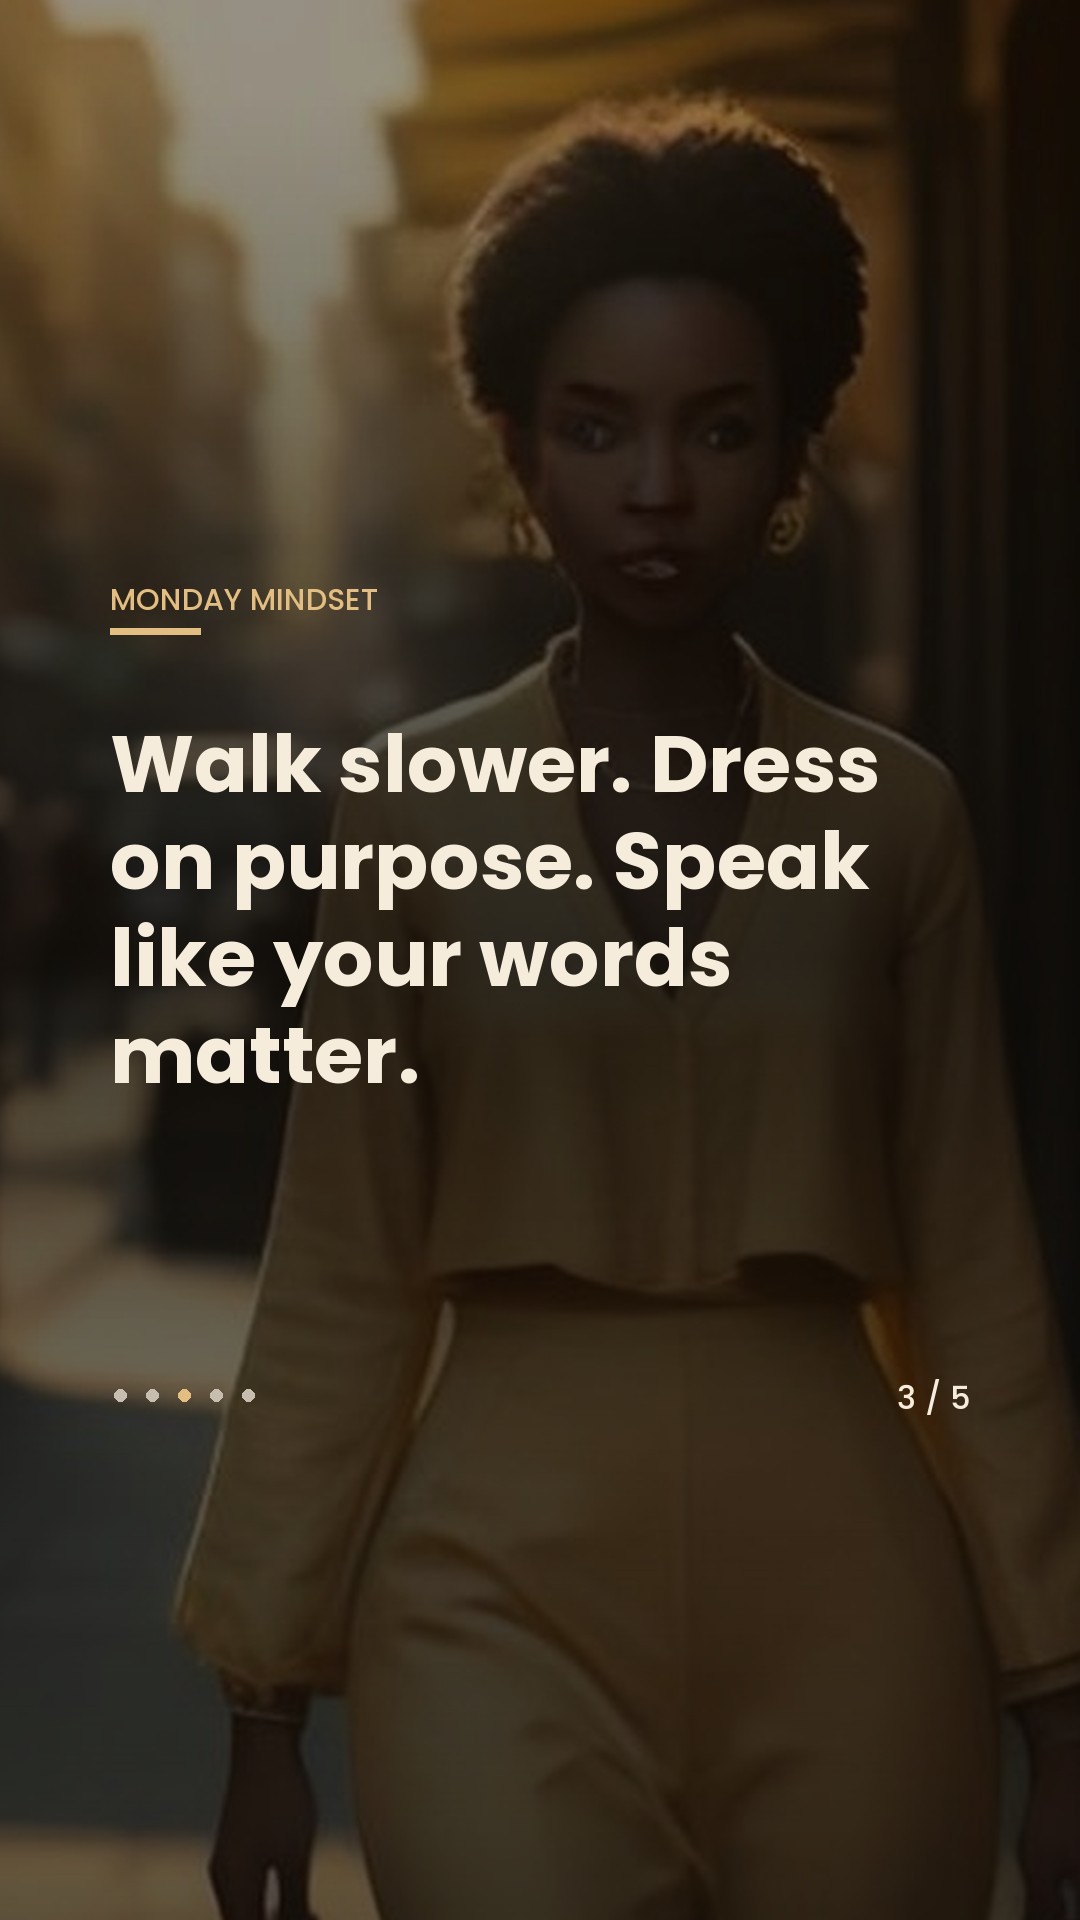 MONDAY MINDSET
Walk slower. Dress
on purpose. Speak
like your words
matter.
3 / 5